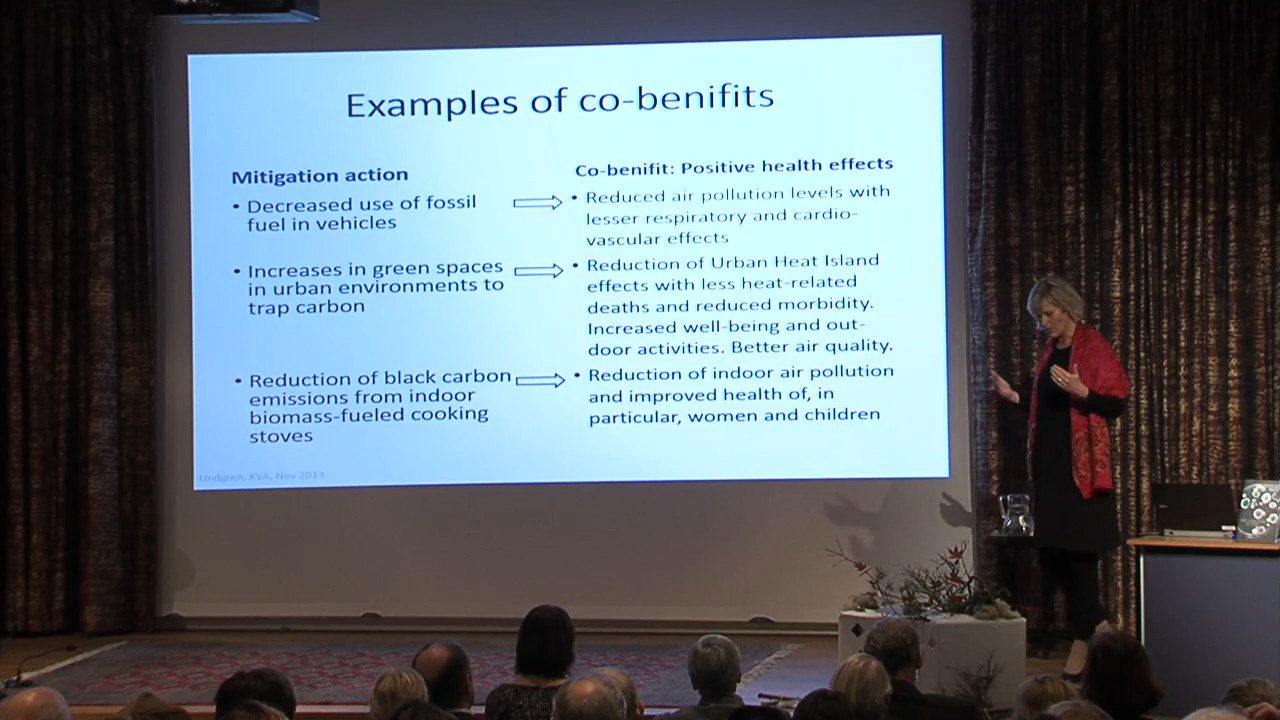 Examples of co-benifits
Mitigation action
• Decreased use of fossil
fuel in vehicles
• Increases in green spaces
in urban environments to
trap carbon
• Reduction of black carbon
emissions from indoor
biomass-fueled cooking
stoves
Co-benifit: Positive health effects
• Reduced air pollution levels with
lesser respiratory and cardio-
vascular effects
• Reduction of Urban Heat Island
effects with less heat-related
deaths and reduced morbidity.
Increased well-being and out-
door activities. Better air quality.
• Reduction of indoor air pollution
and improved health of, in
particular, women and children
Lindgren, KVA, Nov 2013